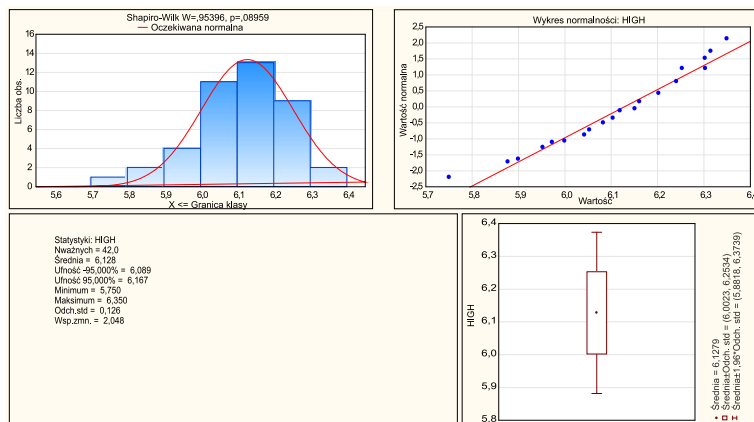 Shapiro-Wilk W=,95396, p=,08959
Oczekiwana normalna
Liczba obs.
16
14
12
10
8
6
4
2
0
5,6 5,7 5,8 5,9 6,0 6,1 6,2 6,3 6,4
X <= Granica klasy
Wykres normalności: HIGH
Wartość normalna
2,5
2,0
1,5
1,0
0,5
0,0
-0,5
-1,0
-1,5
-2,0
-2,5
5,7 5,8 5,9 6,0 6,1 6,2 6,3 6,4
Wartość
Statystyki: HIGH
Nważnych = 42,0
Średnia = 6,128
Ufność -95,000% = 6,089
Ufność 95,000% = 6,167
Minimum = 5,750
Maksimum = 6,350
Odch.std = 0,126
Wsp.zmn. = 2,048
HIGH
6,4
6,3
6,2
6,1
6,0
5,9
5,8
Średnia = 6,1279
Średnia±Odch. std = (6,0023, 6,2534)
Średnia±1,96*Odch. std = (5,8818, 6,3739)